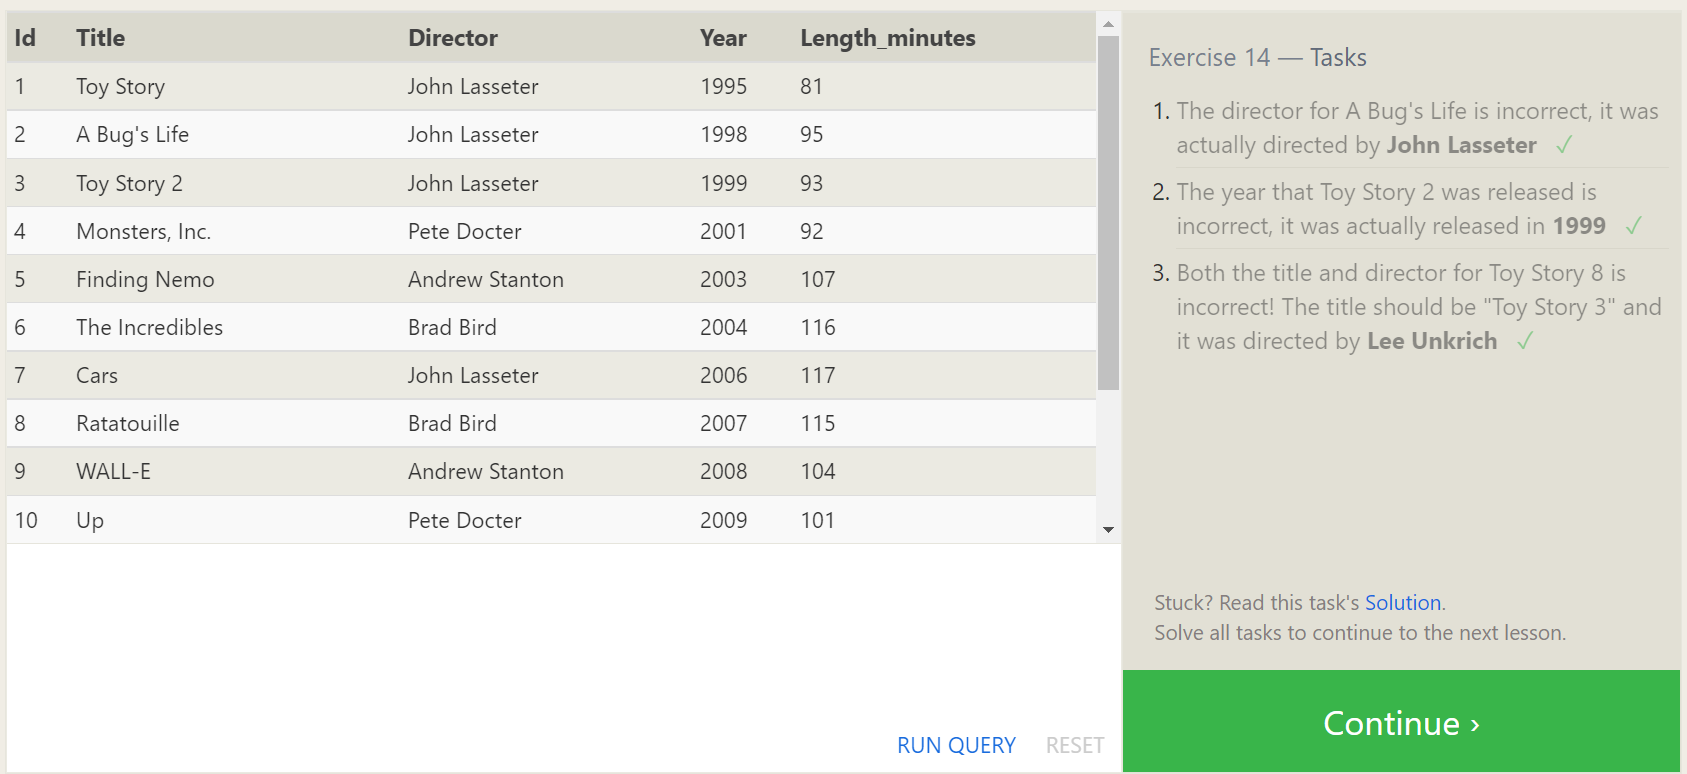 Id Title Director Year Length_minutes
1 Toy Story John Lasseter 1995 81
2 A Bug's Life John Lasseter 1998 95
3 Toy Story 2 John Lasseter 1999 93
4 Monsters, Inc. Pete Docter 2001 92
5 Finding Nemo Andrew Stanton 2003 107
6 The Incredibles Brad Bird 2004 116
7 Cars John Lasseter 2006 117
8 Ratatouille Brad Bird 2007 115
9 WALL-E Andrew Stanton 2008 104
10 Up Pete Docter 2009 101
RUN QUERY RESET
Exercise 14 — Tasks
1. The director for A Bug's Life is incorrect, it was
actually directed by John Lasseter ✓
2. The year that Toy Story 2 was released is
incorrect, it was actually released in 1999 ✓
3. Both the title and director for Toy Story 8 is
incorrect! The title should be "Toy Story 3" and
it was directed by Lee Unkrich ✓
Stuck? Read this task's Solution.
Solve all tasks to continue to the next lesson.
Continue ›